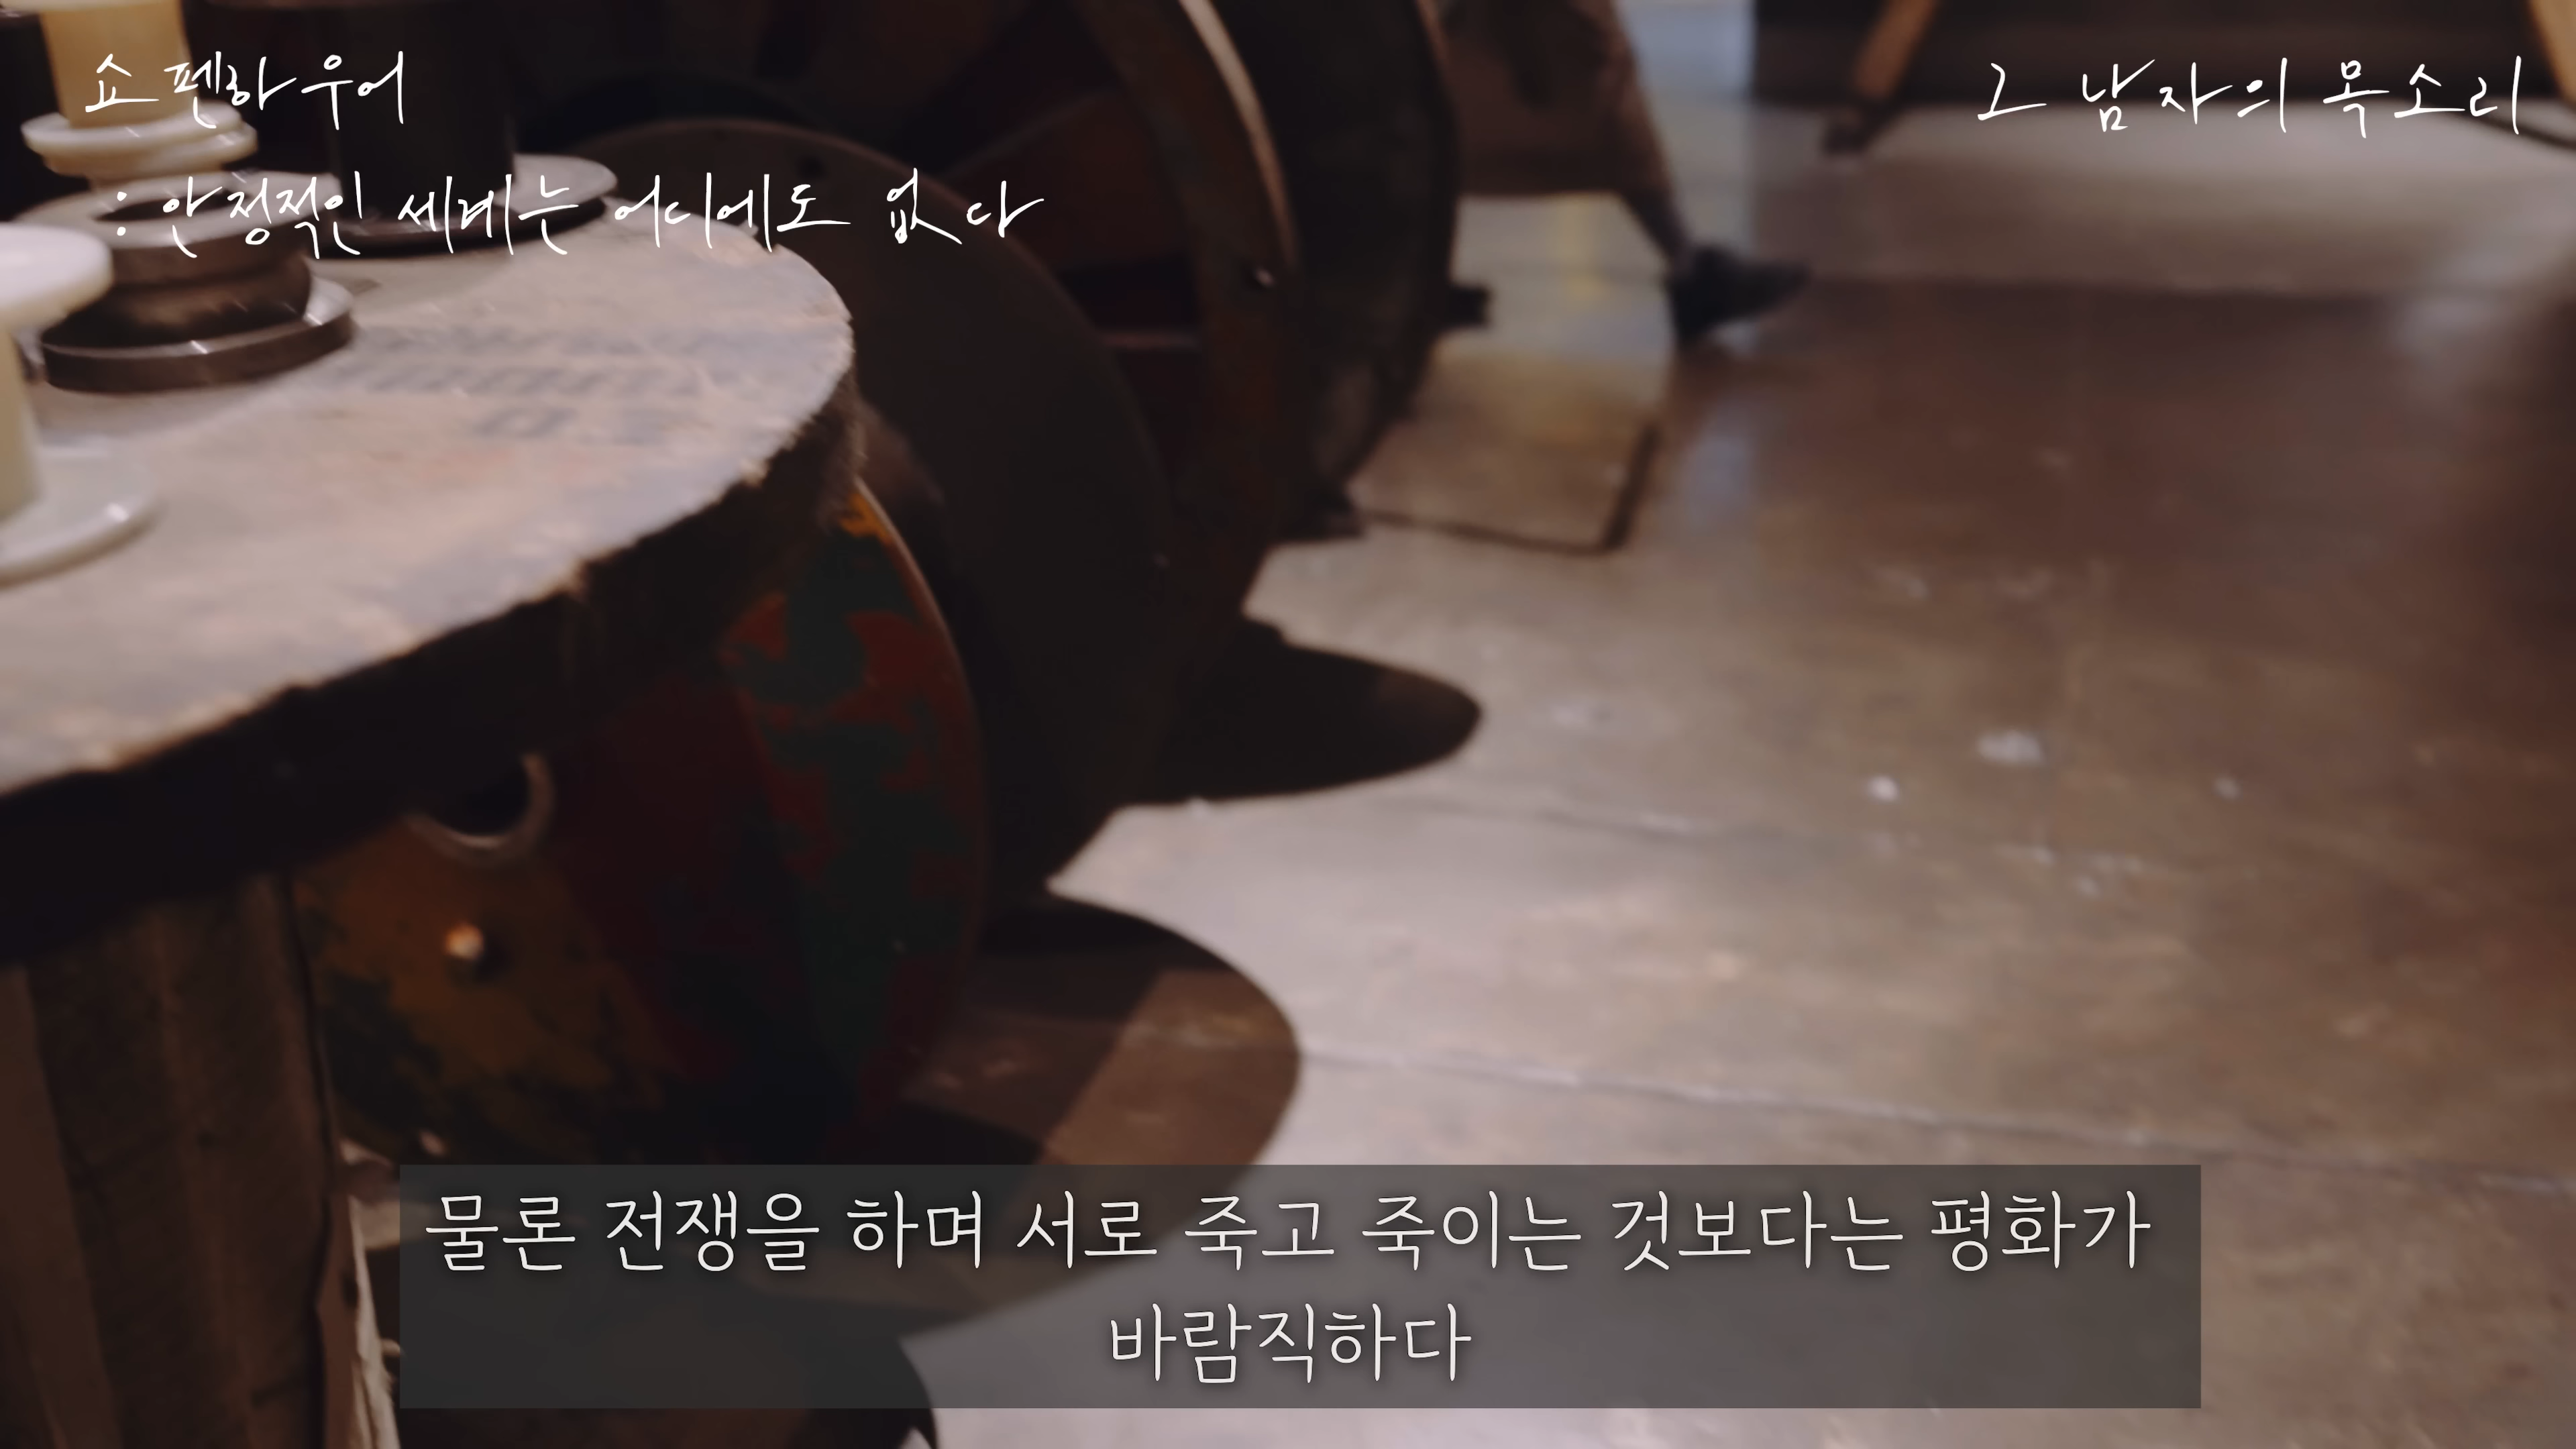 쇼펜하우어
: 안정적인 세계는 어디에도 없다
그 남자의 목소리
물론 전쟁을 하며 서로 죽고 죽이는 것보다는 평화가
바람직하다